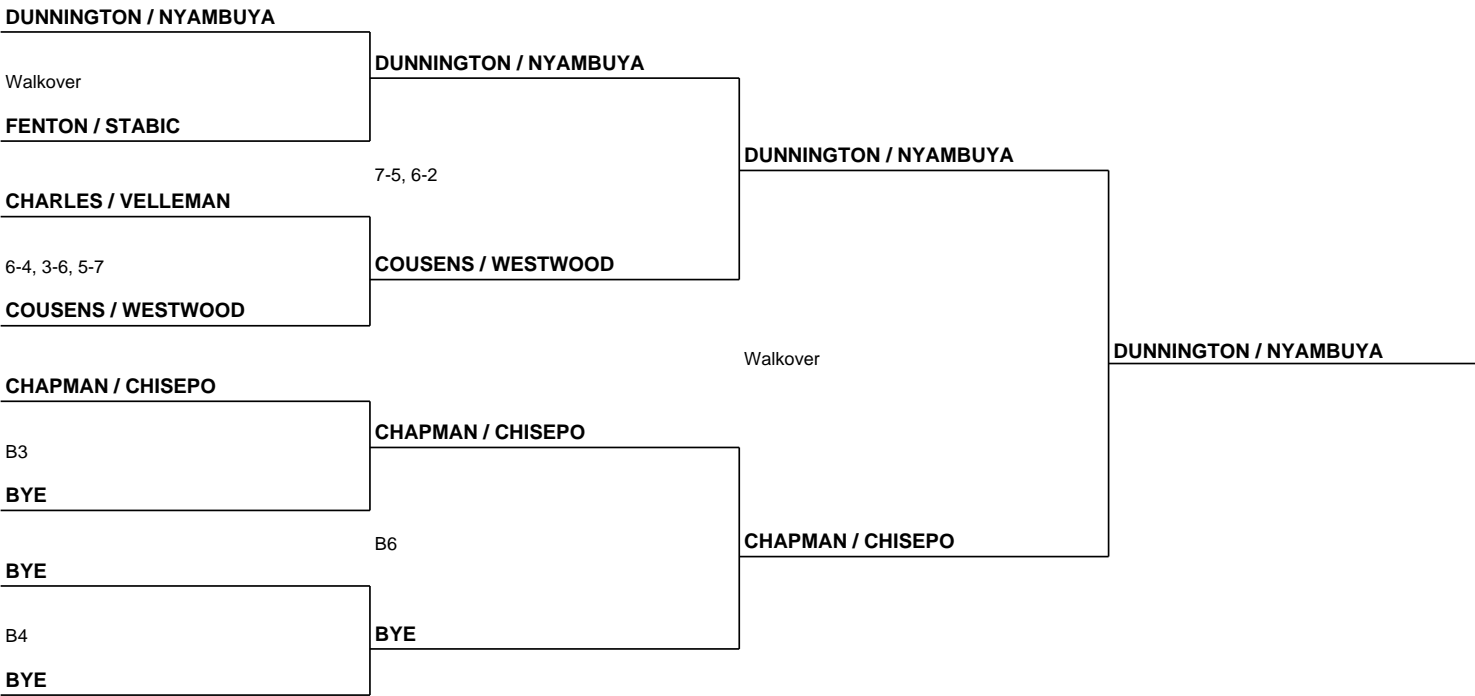 DUNNINGTON / NYAMBUYA
Walkover
FENTON / STABIC
CHARLES / VELLEMAN
6-4, 3-6, 5-7
COUSENS / WESTWOOD
CHAPMAN / CHISEPO
B3
BYE
BYE
B4
BYE
DUNNINGTON / NYAMBUYA
7-5, 6-2
COUSENS / WESTWOOD
CHAPMAN / CHISEPO
B6
BYE
DUNNINGTON / NYAMBUYA
Walkover
CHAPMAN / CHISEPO
DUNNINGTON / NYAMBUYA